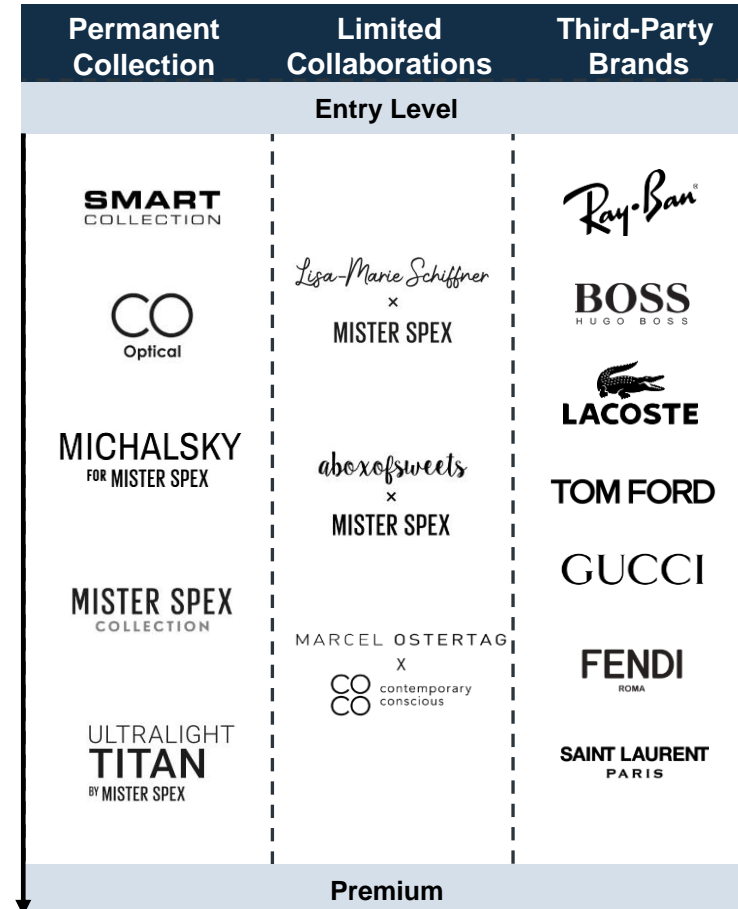 Permanent
Collection
Limited
Collaborations
Third-Party
Brands
Entry Level
SMART
COLLECTION
CO
Optical
MICHALSKY
FOR MISTER SPEX
MISTER SPEX
COLLECTION
ULTRALIGHT
TITAN
BY MISTER SPEX
Lisa-Marie Schiffner
×
MISTER SPEX
aboxofsweets
×
MISTER SPEX
MARCEL OSTERTAG
X
CO contemporary
CO conscious
Ray-Ban®
BOSS
HUGO BOSS
LACOSTE
TOM FORD
GUCCI
FENDI
ROMA
SAINT LAURENT
PARIS
Premium